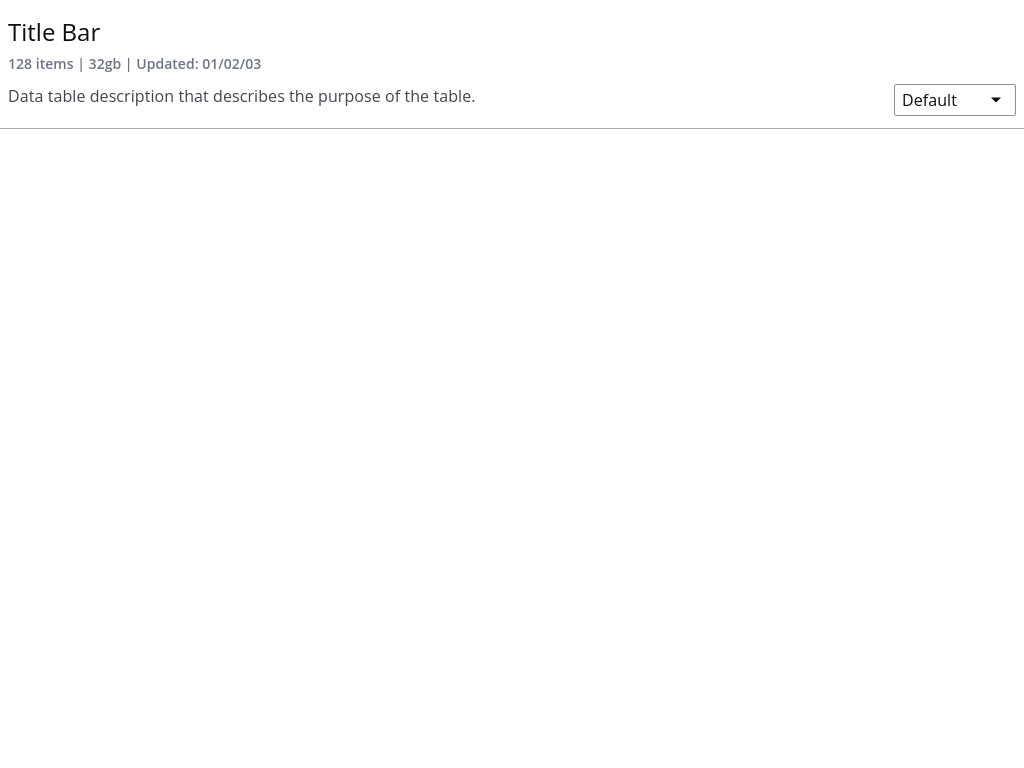 Title Bar
128 items | 32gb | Updated: 01/02/03
Data table description that describes the purpose of the table.
Default